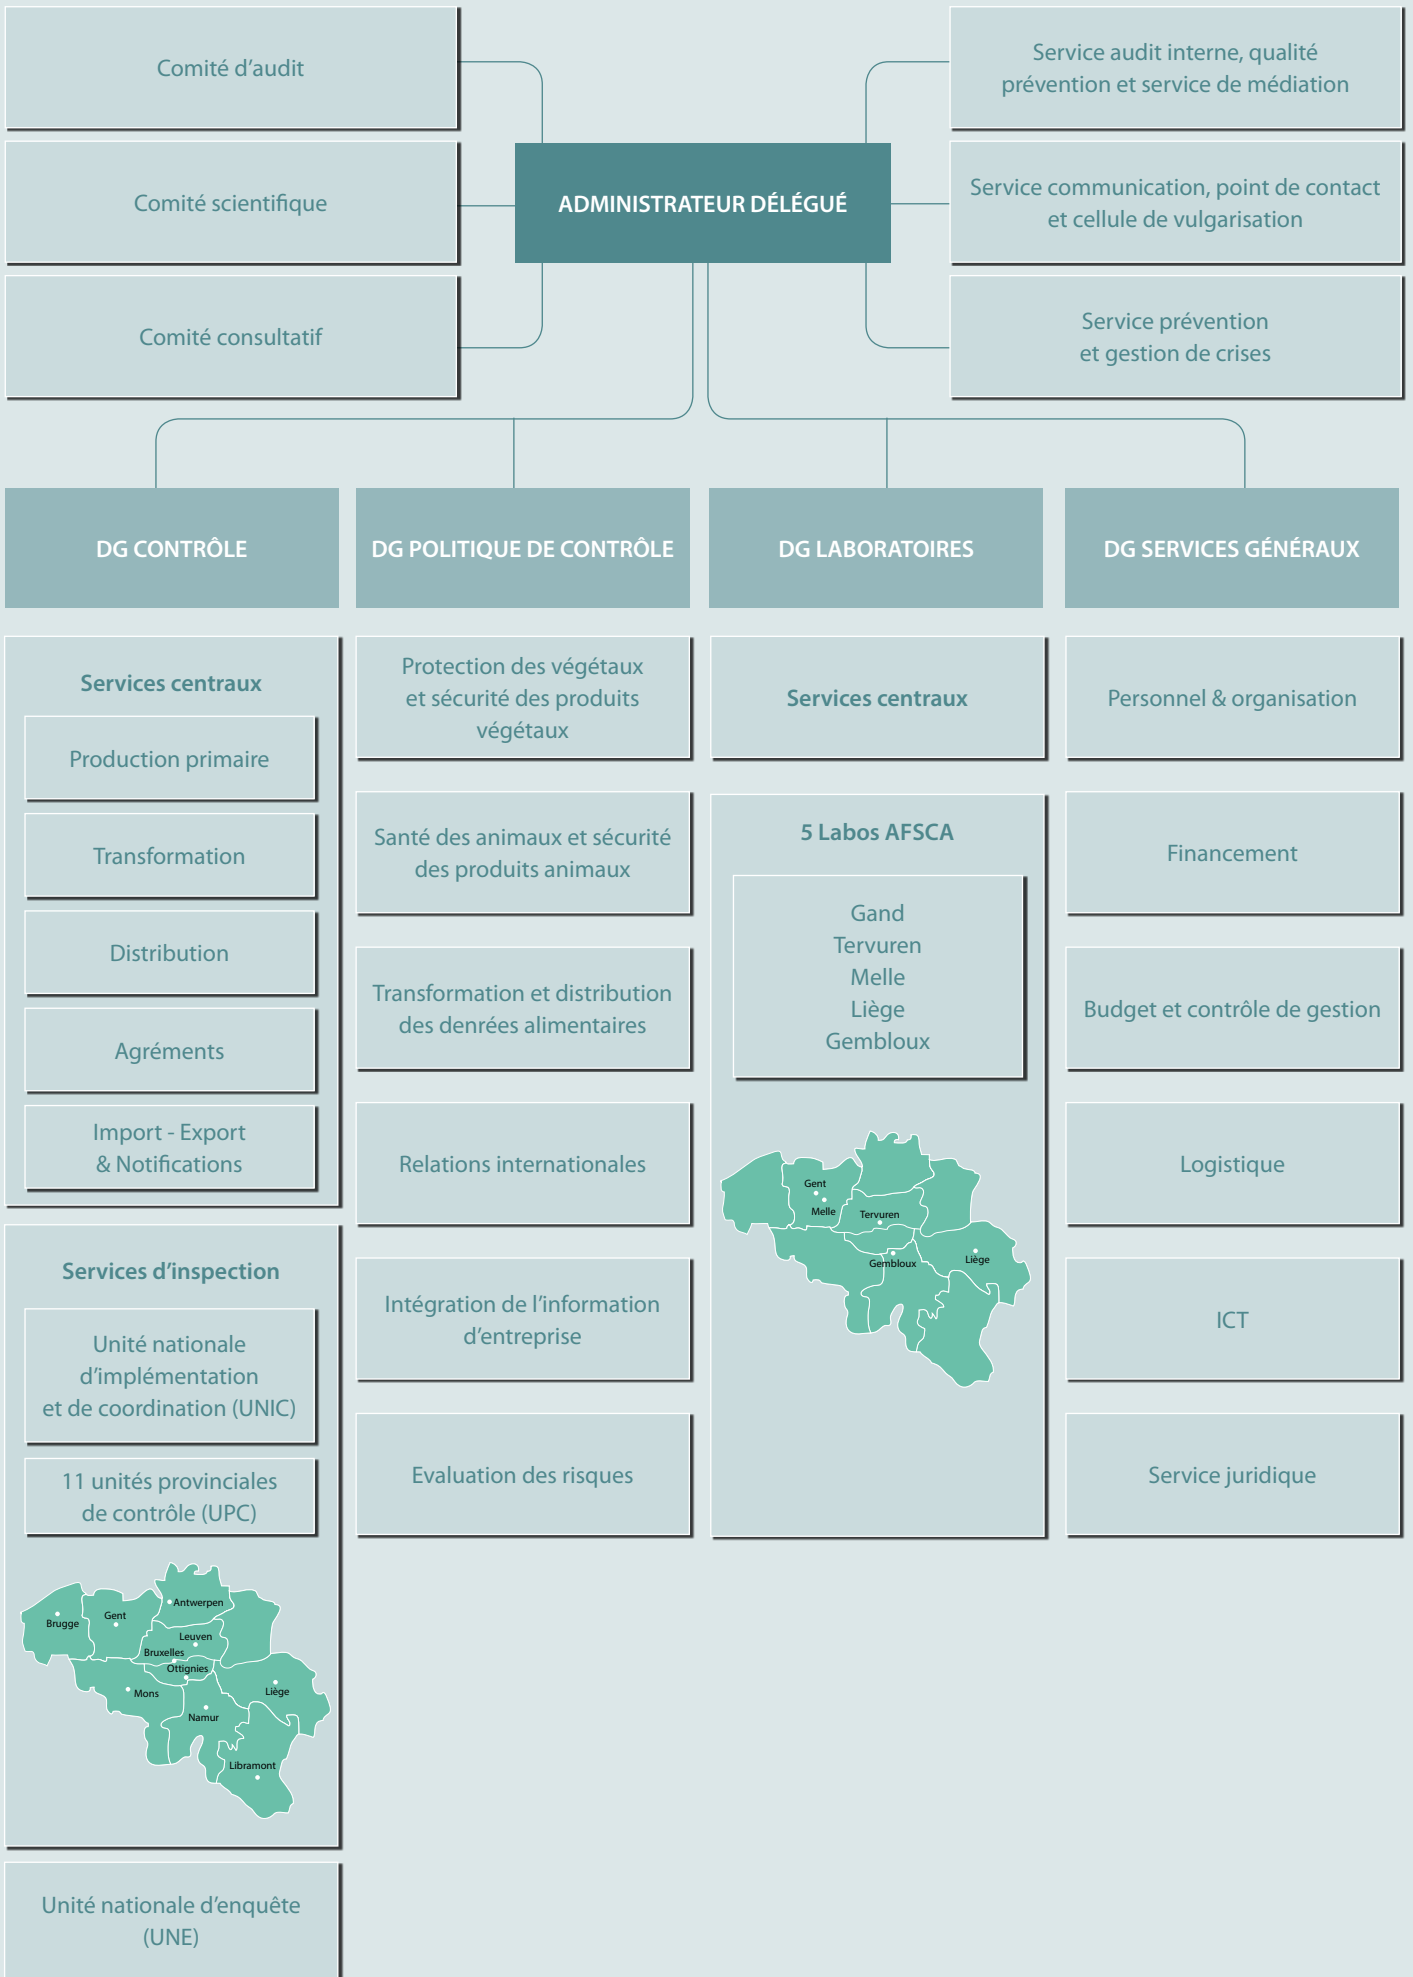 Comité d'audit
Service audit interne, qualité
prévention et service de médiation
Comité scientifique
ADMINISTRATEUR DÉLÉGUÉ
Service communication, point de contact
et cellule de vulgarisation
Comité consultatif
Service prévention
et gestion de crises
DG CONTRÔLE
DG POLITIQUE DE CONTRÔLE
DG LABORATOIRES
DG SERVICES GÉNÉRAUX
Services centraux
Production primaire
Transformation
Distribution
Agréments
Import - Export
& Notifications
Services d'inspection
Unité nationale
d'implémentation
et de coordination (UNIC)
11 unités provinciales
de contrôle (UPC)
Antwerpen
Brugge
Gent
Leuven
Bruxelles
Ottignies
Mons
Liège
Namur
Libramont
Unité nationale d'enquête
(UNE)
Protection des végétaux
et sécurité des produits
végétaux
Santé des animaux et sécurité
des produits animaux
Transformation et distribution
des denrées alimentaires
Relations internationales
Intégration de l'information
d'entreprise
Evaluation des risques
Services centraux
5 Labos AFSCA
Gand
Tervuren
Melle
Liège
Gembloux
Gent
Melle
Tervuren
Gembloux
Liège
Personnel & organisation
Financement
Budget et contrôle de gestion
Logistique
ICT
Service juridique